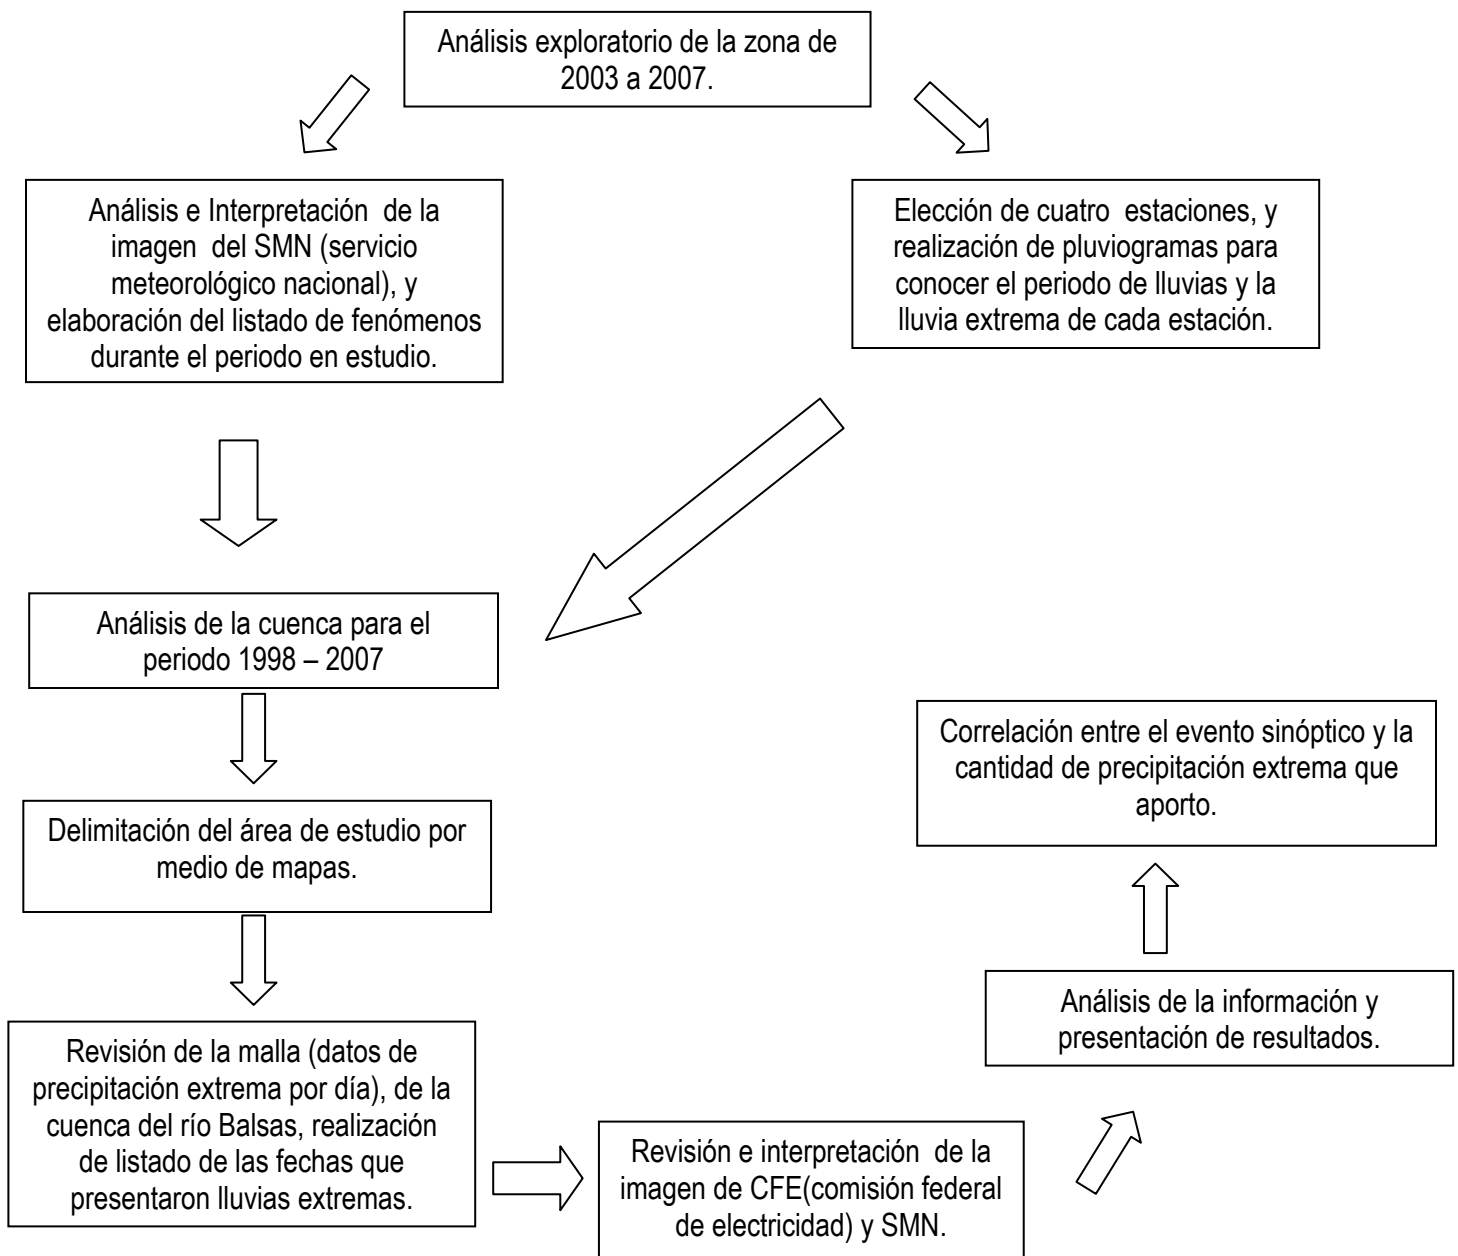 Análisis exploratorio de la zona de
2003 a 2007.
Análisis e Interpretación  de la
imagen  del SMN (servicio
meteorológico nacional), y
elaboración del listado de fenómenos
durante el periodo en estudio.
Elección de cuatro  estaciones, y
realización de pluviogramas para
conocer el periodo de lluvias y la
lluvia extrema de cada estación.
Análisis de la cuenca para el
periodo 1998 – 2007
Delimitación del área de estudio por
medio de mapas.
Revisión de la malla (datos de
precipitación extrema por día), de la
cuenca del río Balsas, realización
de listado de las fechas que
presentaron lluvias extremas.
Revisión e interpretación  de la
imagen de CFE(comisión federal
de electricidad) y SMN.
Análisis de la información y
presentación de resultados.
Correlación entre el evento sinóptico y la
cantidad de precipitación extrema que
aporto.